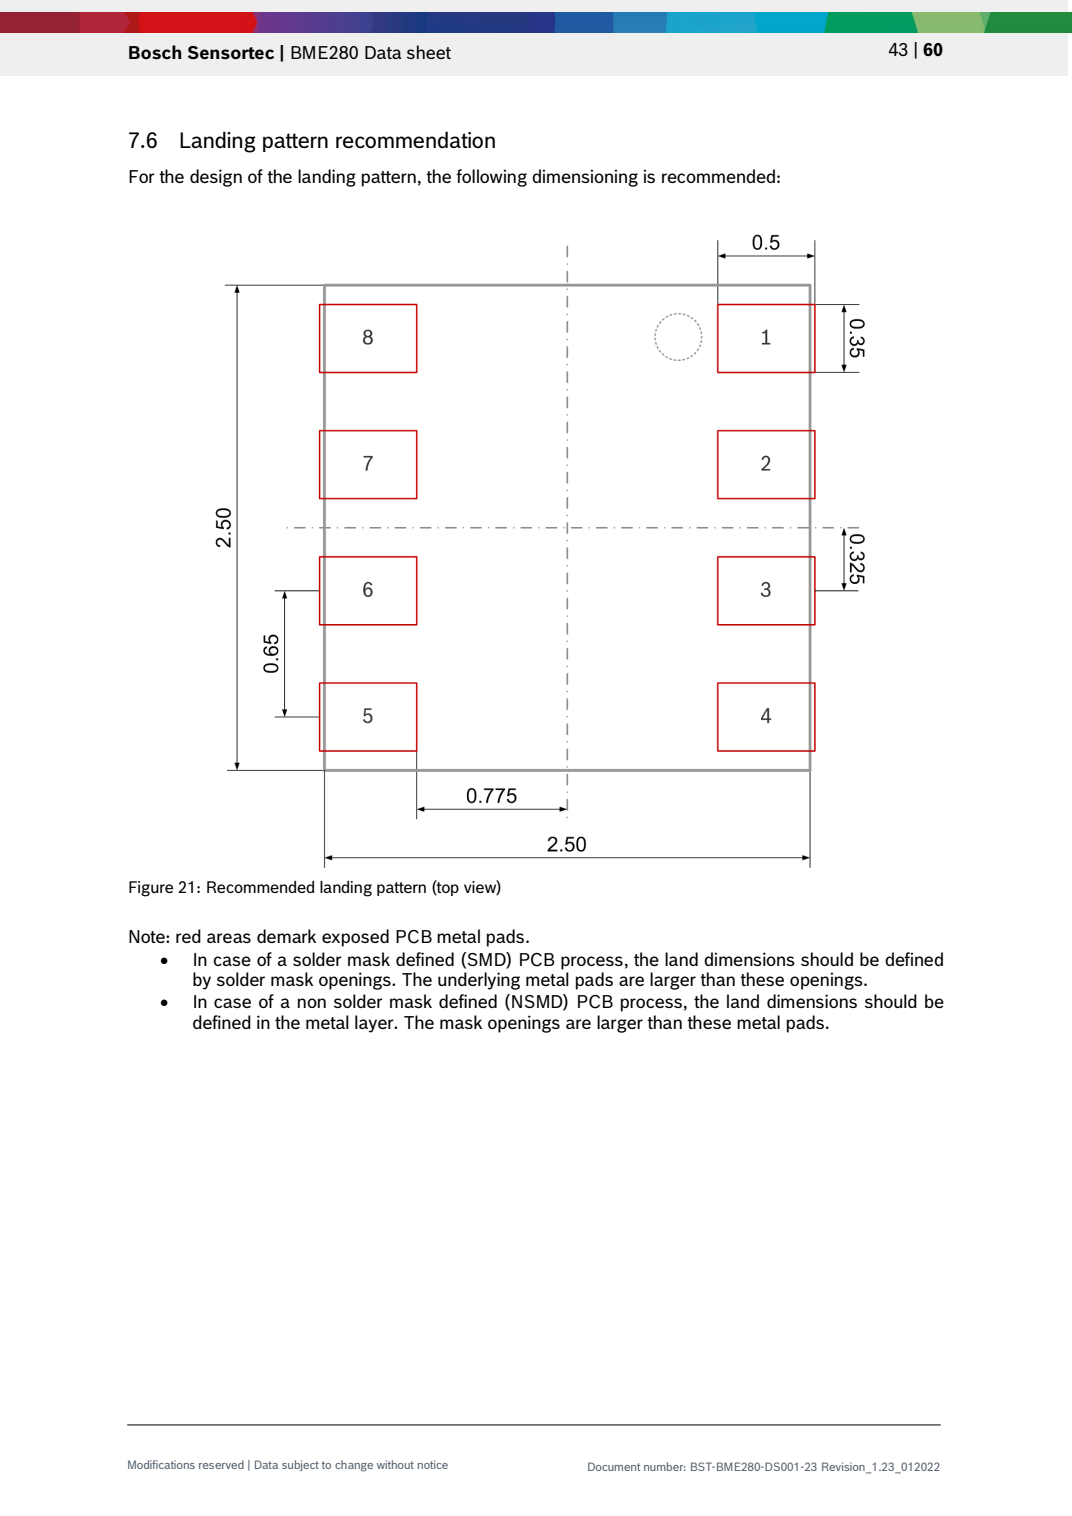 Bosch Sensortec | BME280 Data sheet
43 | 60
7.6 Landing pattern recommendation
For the design of the landing pattern, the following dimensioning is recommended:
0.5
8
1
0.35
7
2
2.50
0.325
6
3
0.65
5
4
0.775
2.50
Figure 21: Recommended landing pattern (top view)
Note: red areas demark exposed PCB metal pads.
• In case of a solder mask defined (SMD) PCB process, the land dimensions should be defined
by solder mask openings. The underlying metal pads are larger than these openings.
• In case of a non solder mask defined (NSMD) PCB process, the land dimensions should be
defined in the metal layer. The mask openings are larger than these metal pads.
Modifications reserved | Data subject to change without notice
Document number: BST-BME280-DS001-23 Revision_1.23_012022